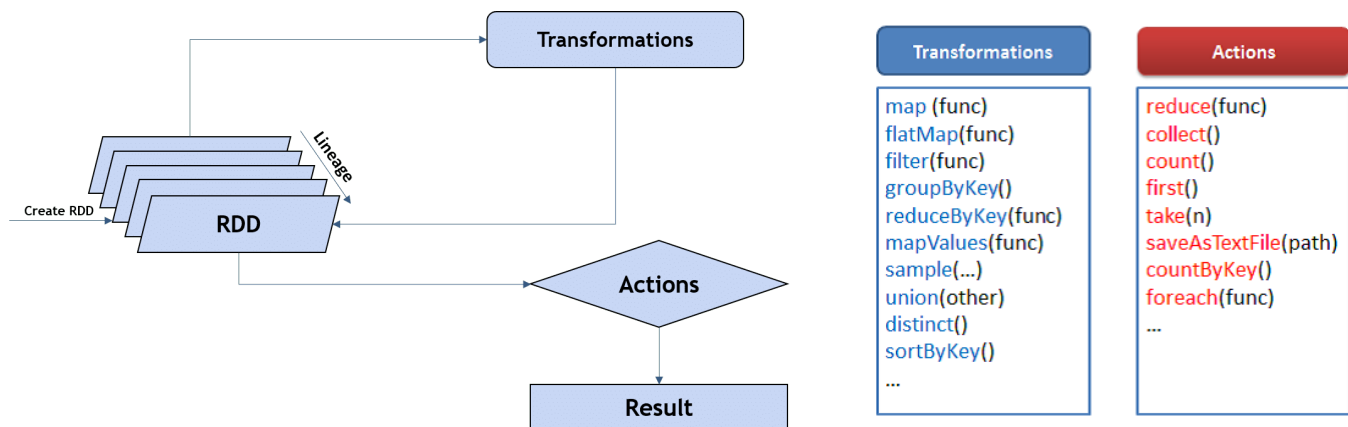 Transformations
Lineage
Create RDD
RDD
Actions
Result
Transformations
map (func)
flatMap(func)
filter(func)
groupByKey()
reduceByKey(func)
mapValues(func)
sample(...)
union(other)
distinct()
sortByKey()
...
Actions
reduce(func)
collect()
count()
first()
take(n)
saveAsTextFile(path)
countByKey()
foreach(func)
...